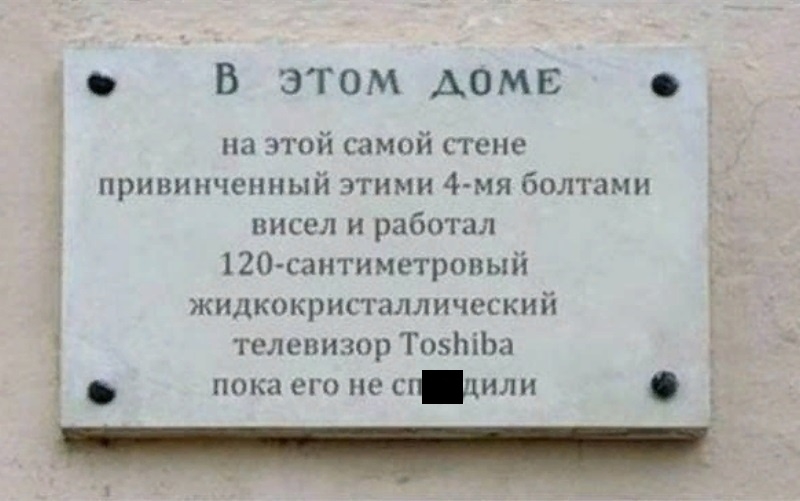 В ЭТОМ ДОМЕ
на этой самой стене
привинченный этими 4-мя болтами
висел и работал
120-сантиметровый
жидкокристаллический
телевизор Toshiba
пока его не